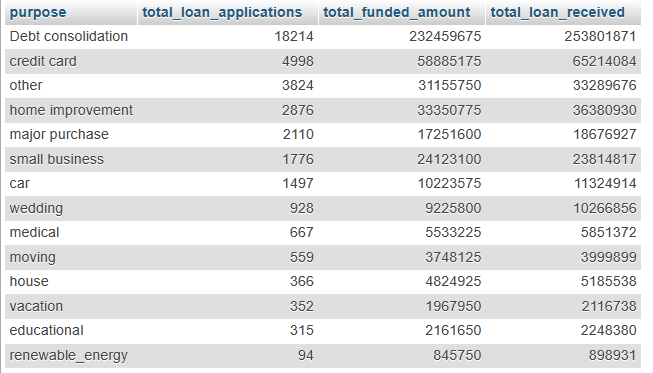 purpose total_loan_applications total_funded_amount total_loan_received
Debt consolidation 18214 232459675 253801871
credit card 4998 58885175 65214084
other 3824 31155750 33289676
home improvement 2876 33350775 36380930
major purchase 2110 17251600 18676927
small business 1776 24123100 23814817
car 1497 10223575 11324914
wedding 928 9225800 10266856
medical 667 5533225 5851372
moving 559 3748125 3999899
house 366 4824925 5185538
vacation 352 1967950 2116738
educational 315 2161650 2248380
renewable_energy 94 845750 898931